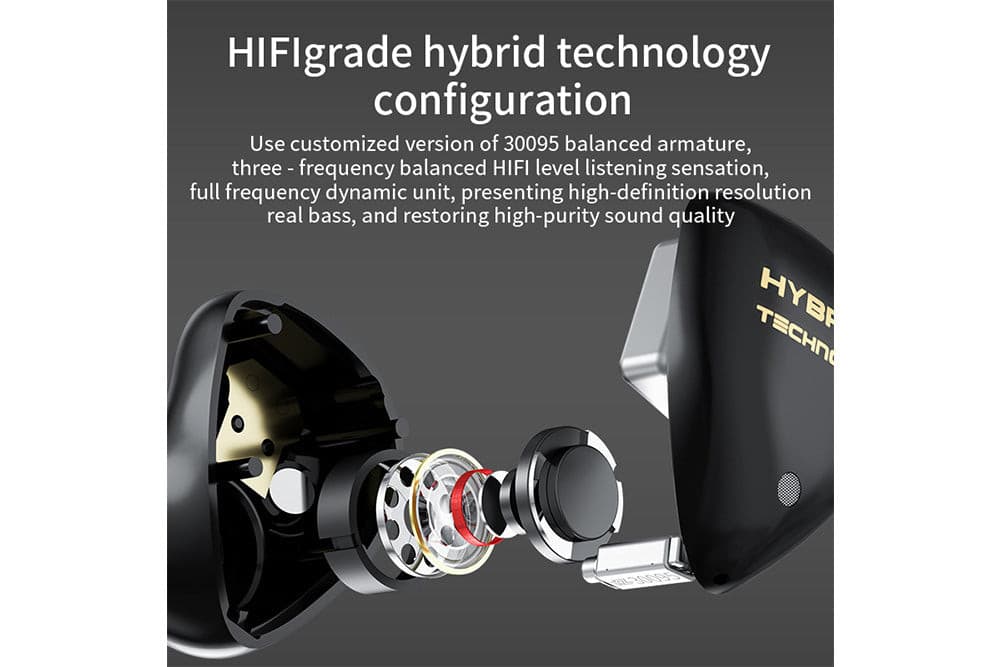 HIFIgrade hybrid technology
configuration
Use customized version of 30095 balanced armature,
three - frequency balanced HIFI level listening sensation,
full frequency dynamic unit, presenting high-definition resolution
real bass, and restoring high-purity sound quality